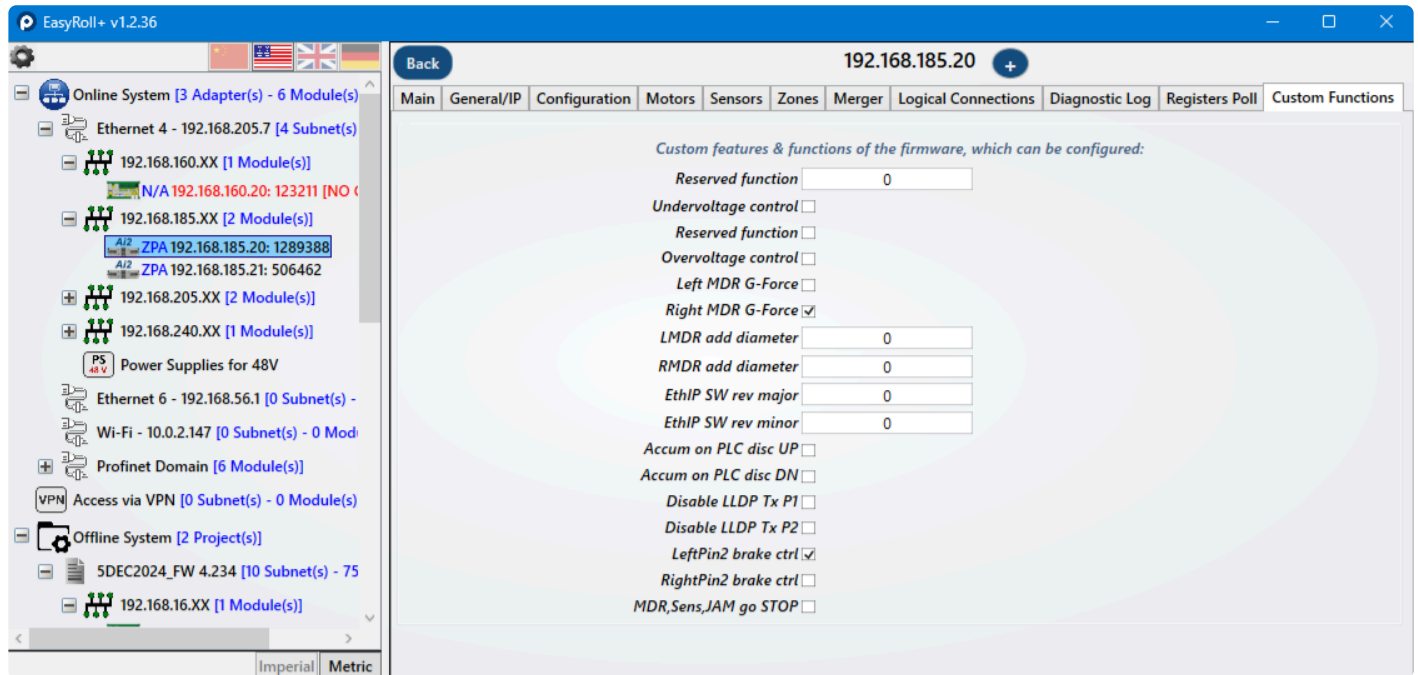 EasyRoll+ v1.2.36
Online System [3 Adapter(s) - 6 Module(s)
Ethernet 4 - 192.168.205.7 [4 Subnet(s)
192.168.160.XX [1 Module(s)]
N/A 192.168.160.20: 123211 [NO
192.168.185.XX [2 Module(s)]
Ai2 ZPA 192.168.185.20: 1289388
Ai2 ZPA 192.168.185.21: 506462
192.168.205.XX [2 Module(s)]
192.168.240.XX [1 Module(s)]
PS 48 V Power Supplies for 48V
Ethernet 6 - 192.168.56.1 [0 Subnet(s) -
Wi-Fi - 10.0.2.147 [0 Subnet(s) - 0 Mod
Profinet Domain [6 Module(s)]
VPN Access via VPN [0 Subnet(s) - 0 Module(s)
Offline System [2 Project(s)]
5DEC2024_FW 4.234 [10 Subnet(s) - 75
192.168.16.XX [1 Module(s)]
Imperial Metric
Back 192.168.185.20 +
Main General/IP Configuration Motors Sensors Zones Merger Logical Connections Diagnostic Log Registers Poll Custom Functions
Custom features & functions of the firmware, which can be configured:
Reserved function 0
Undervoltage control
Reserved function
Overvoltage control
Left MDR G-Force
Right MDR G-Force
LMDR add diameter 0
RMDR add diameter 0
EthIP SW rev major 0
EthIP SW rev minor 0
Accum on PLC disc UP
Accum on PLC disc DN
Disable LLDP Tx P1
Disable LLDP Tx P2
LeftPin2 brake ctrl
RightPin2 brake ctrl
MDR,Sens,JAM go STOP